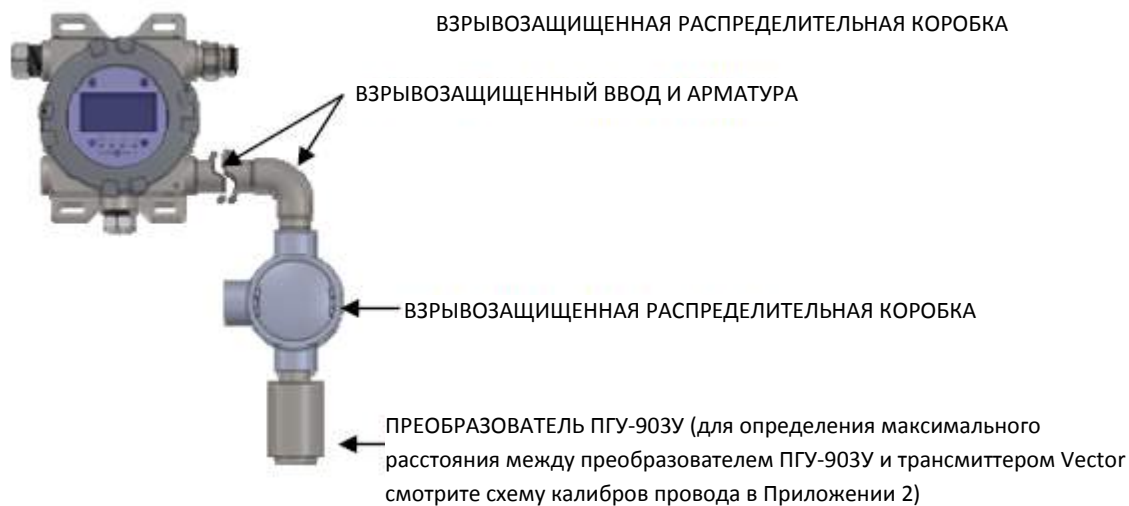 ВЗРЫВОЗАЩИЩЕННАЯ РАСПРЕДЕЛИТЕЛЬНАЯ КОРОБКА
ВЗРЫВОЗАЩИЩЕННЫЙ ВВОД И АРМАТУРА
ВЗРЫВОЗАЩИЩЕННАЯ РАСПРЕДЕЛИТЕЛЬНАЯ КОРОБКА
ПРЕОБРАЗОВАТЕЛЬ ПГУ-903У (для определения максимального
расстояния между преобразователем ПГУ-903У и трансмиттером Vector
смотрите схему калибров провода в Приложении 2)